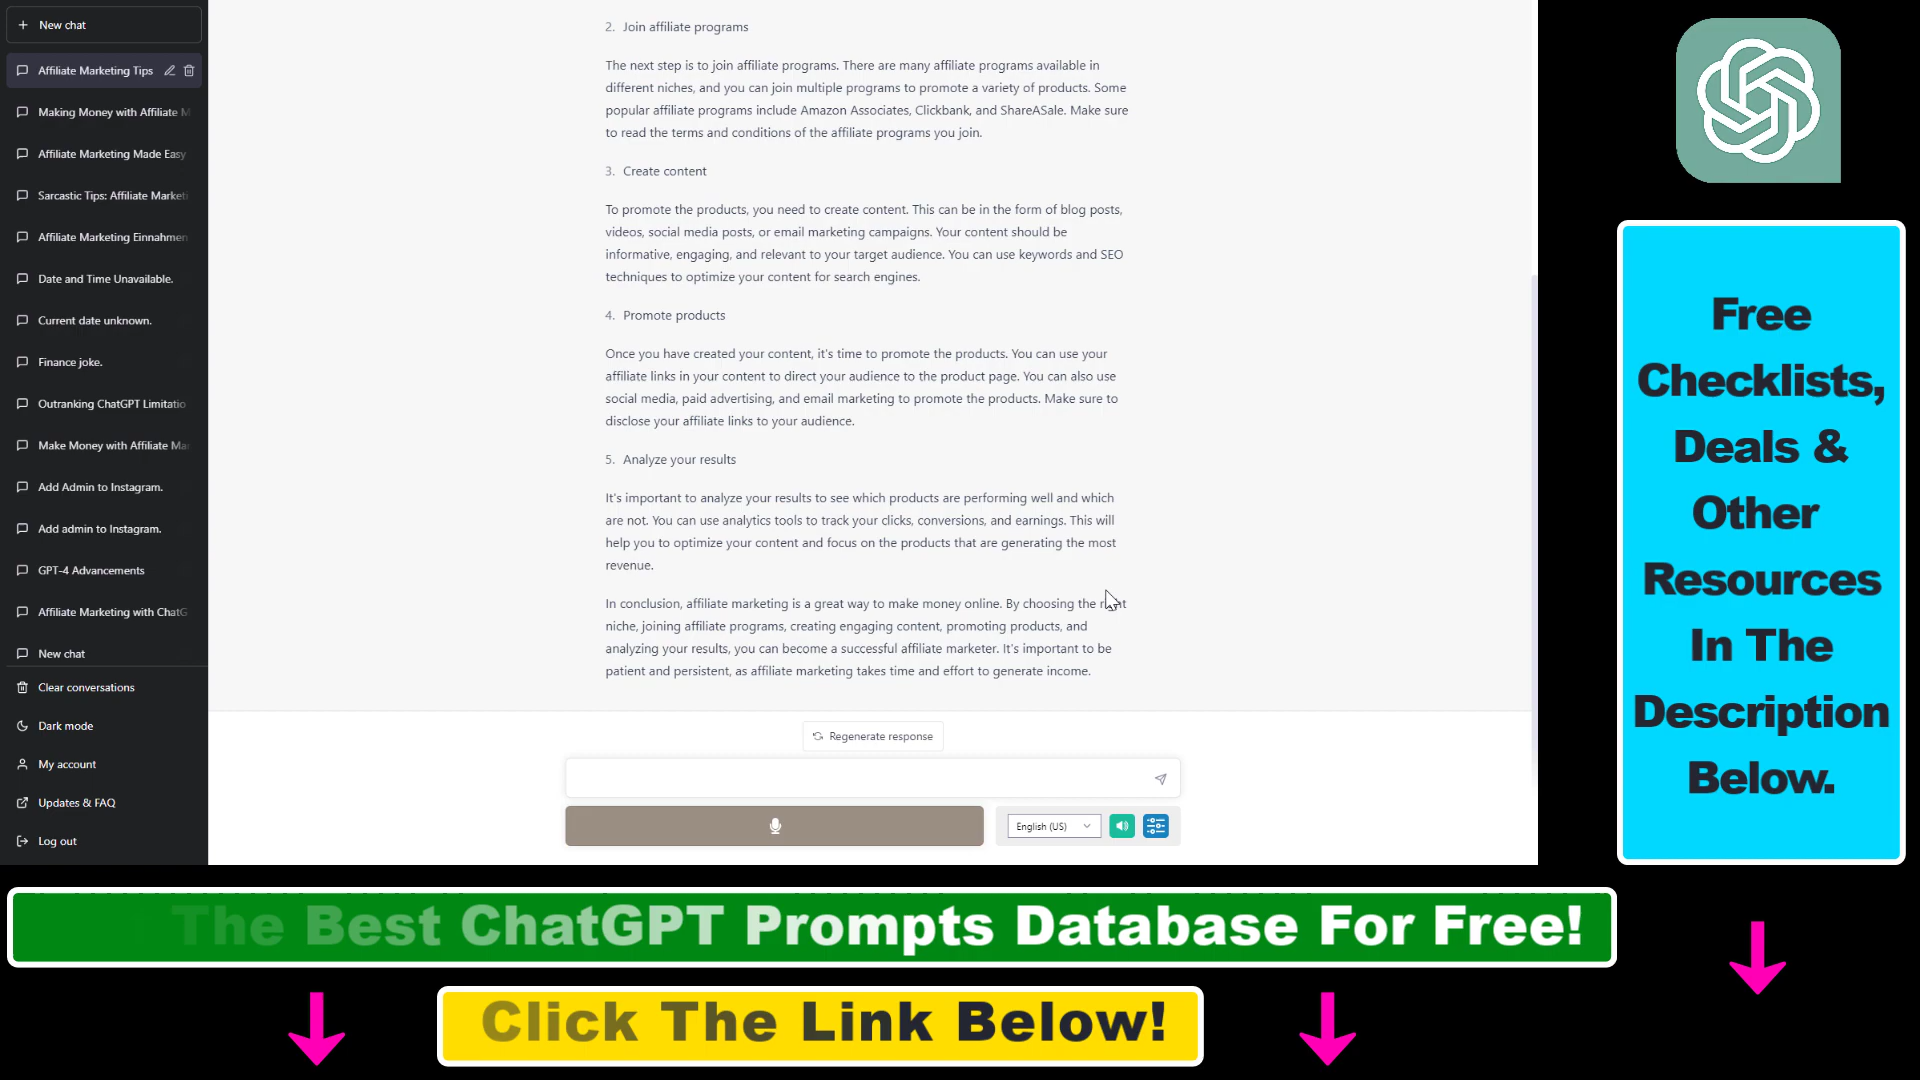 New chat
Affiliate Marketing Tips
Making Money with Affiliate M
Affiliate Marketing Made Easy
Sarcastic Tips: Affiliate Marketi
Affiliate Marketing Einnahmen
Date and Time Unavailable.
Current date unknown.
Finance joke.
Outranking ChatGPT Limitatio
Make Money with Affiliate Ma
Add Admin to Instagram.
Add admin to Instagram.
GPT-4 Advancements
Affiliate Marketing with ChatG
New chat
Clear conversations
Dark mode
My account
Updates & FAQ
Log out
2. Join affiliate programs
The next step is to join affiliate programs. There are many affiliate programs available in
different niches, and you can join multiple programs to promote a variety of products. Some
popular affiliate programs include Amazon Associates, Clickbank, and ShareASale. Make sure
to read the terms and conditions of the affiliate programs you join.
3. Create content
To promote the products, you need to create content. This can be in the form of blog posts,
videos, social media posts, or email marketing campaigns. Your content should be
informative, engaging, and relevant to your target audience. You can use keywords and SEO
techniques to optimize your content for search engines.
4. Promote products
Once you have created your content, it's time to promote the products. You can use your
affiliate links in your content to direct your audience to the product page. You can also use
social media, paid advertising, and email marketing to promote the products. Make sure to
disclose your affiliate links to your audience.
5. Analyze your results
It's important to analyze your results to see which products are performing well and which
are not. You can use analytics tools to track your clicks, conversions, and earnings. This will
help you to optimize your content and focus on the products that are generating the most
revenue.
In conclusion, affiliate marketing is a great way to make money online. By choosing the right
niche, joining affiliate programs, creating engaging content, promoting products, and
analyzing your results, you can become a successful affiliate marketer. It's important to be
patient and persistent, as affiliate marketing takes time and effort to generate income.
Regenerate response
English (US)
Free
Checklists,
Deals &
Other
Resources
In The
Description
Below.
The Best ChatGPT Prompts Database For Free!
Click The Link Below!